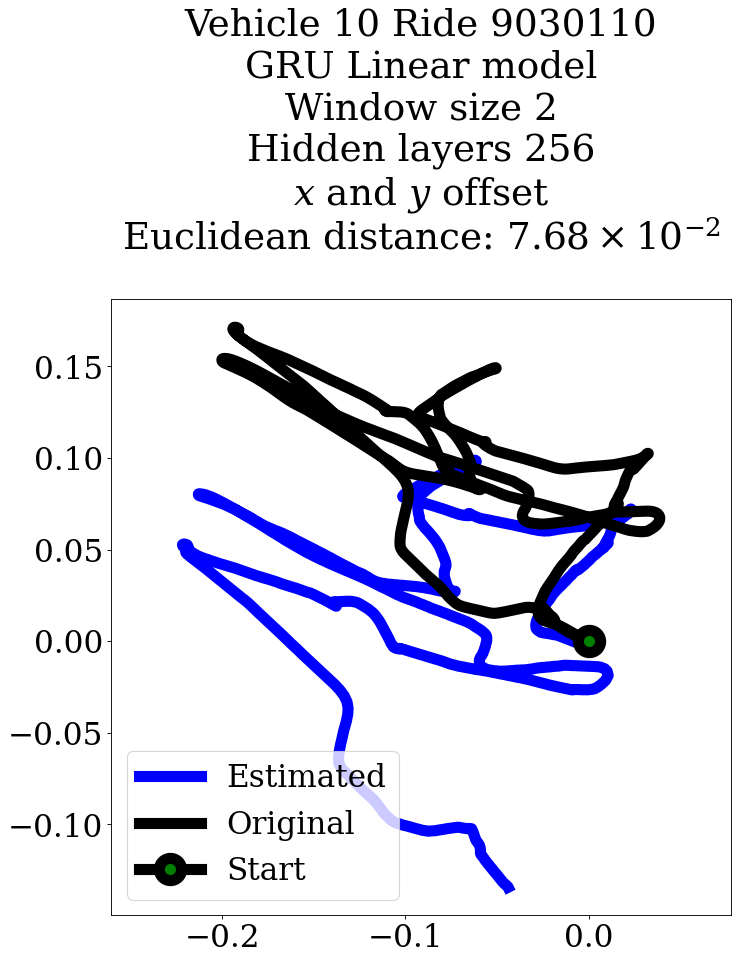 Vehicle 10 Ride 9030110
GRU Linear model
Window size 2
Hidden layers 256
x and y offset
Euclidean distance: 7.68 × 10⁻²
0.15
0.10
0.05
0.00
−0.05
−0.10
Estimated
Original
Start
−0.2 −0.1 0.0